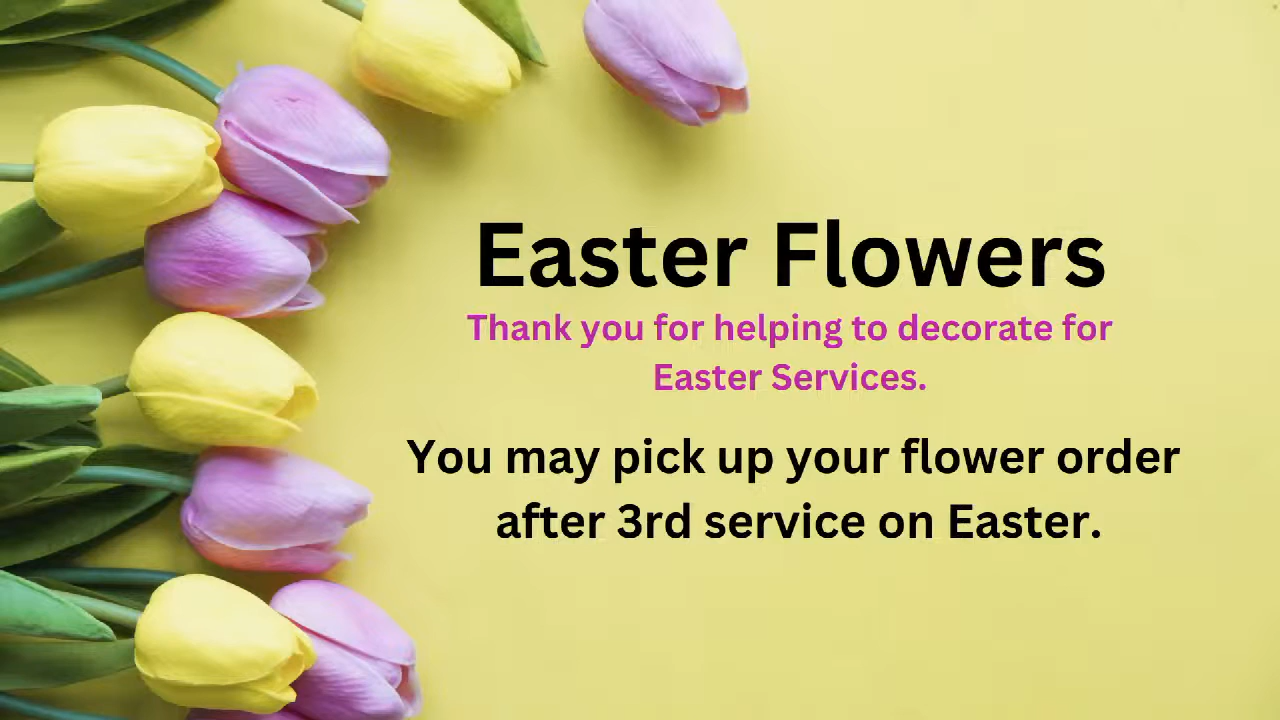 Easter Flowers
Thank you for helping to decorate for
Easter Services.
You may pick up your flower order
after 3rd service on Easter.